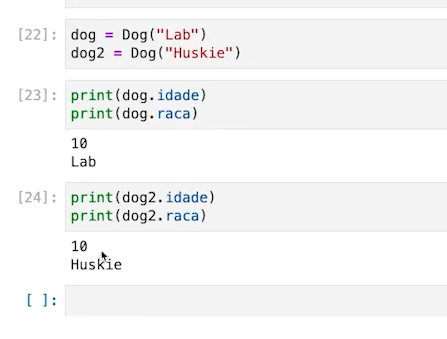 [22]: dog = Dog("Lab")
dog2 = Dog("Huskie")
[23]: print(dog.idade)
print(dog.raca)
10
Lab
[24]: print(dog2.idade)
print(dog2.raca)
10
Huskie
[ ]: